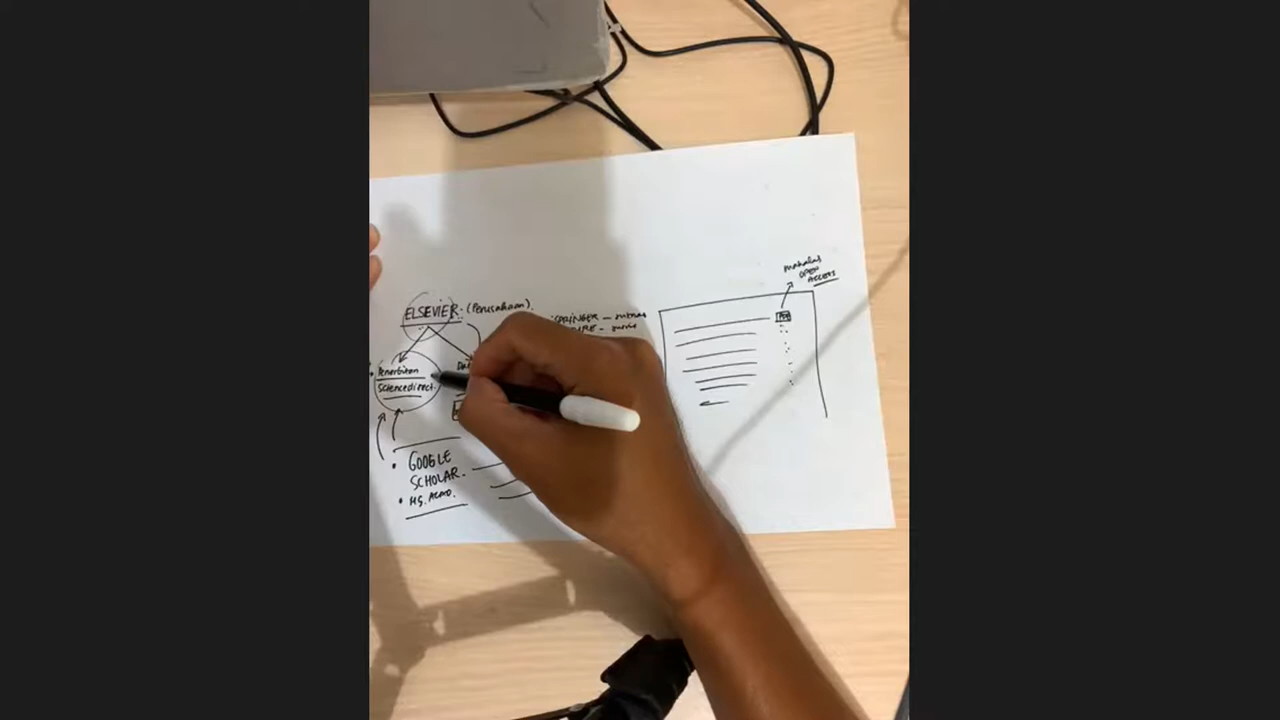 ELSEVIER. (Perusahaan).
SPRINGER
Penerbitan
Sciencedirect.
• GOOGLE
SCHOLAR.
• MS. ACAD.
makalah
OPEN
ACCESS